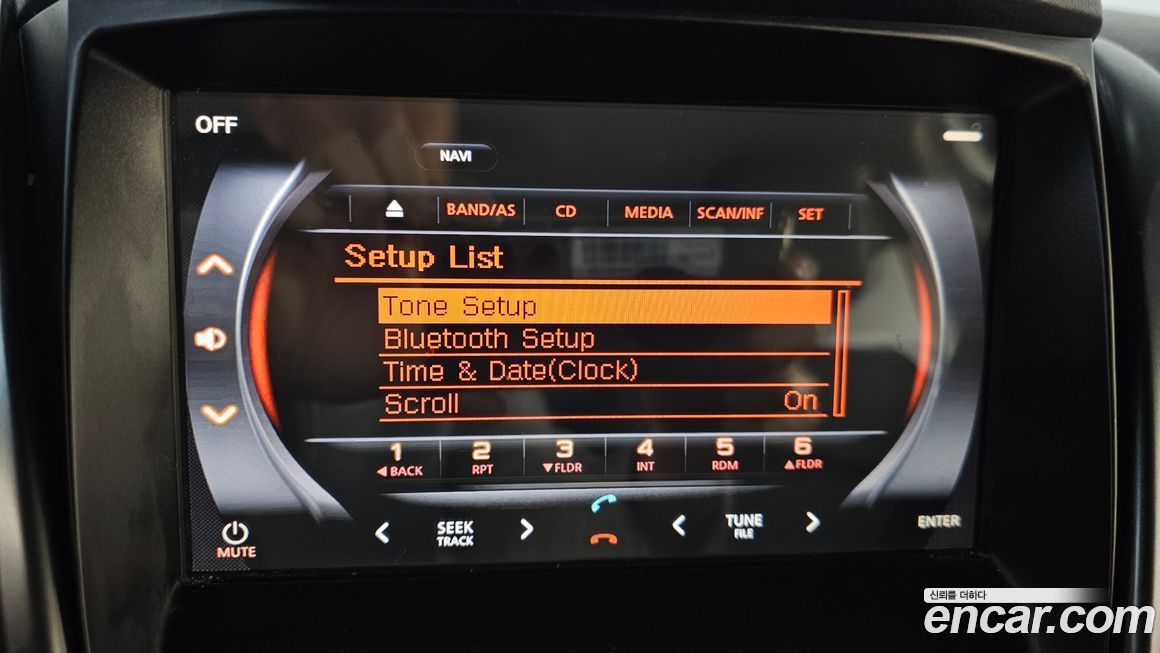 OFF
NAVI
BAND/AS CD MEDIA SCAN/INF SET
Setup List
Tone Setup
Bluetooth Setup
Time & Date(Clock)
Scroll On
1 2 3 4 5 6
◀BACK RPT ▼FLDR INT RDM ▲FLDR
MUTE
SEEK
TRACK
TUNE
FILE
ENTER
신뢰를 더하다
encar.com